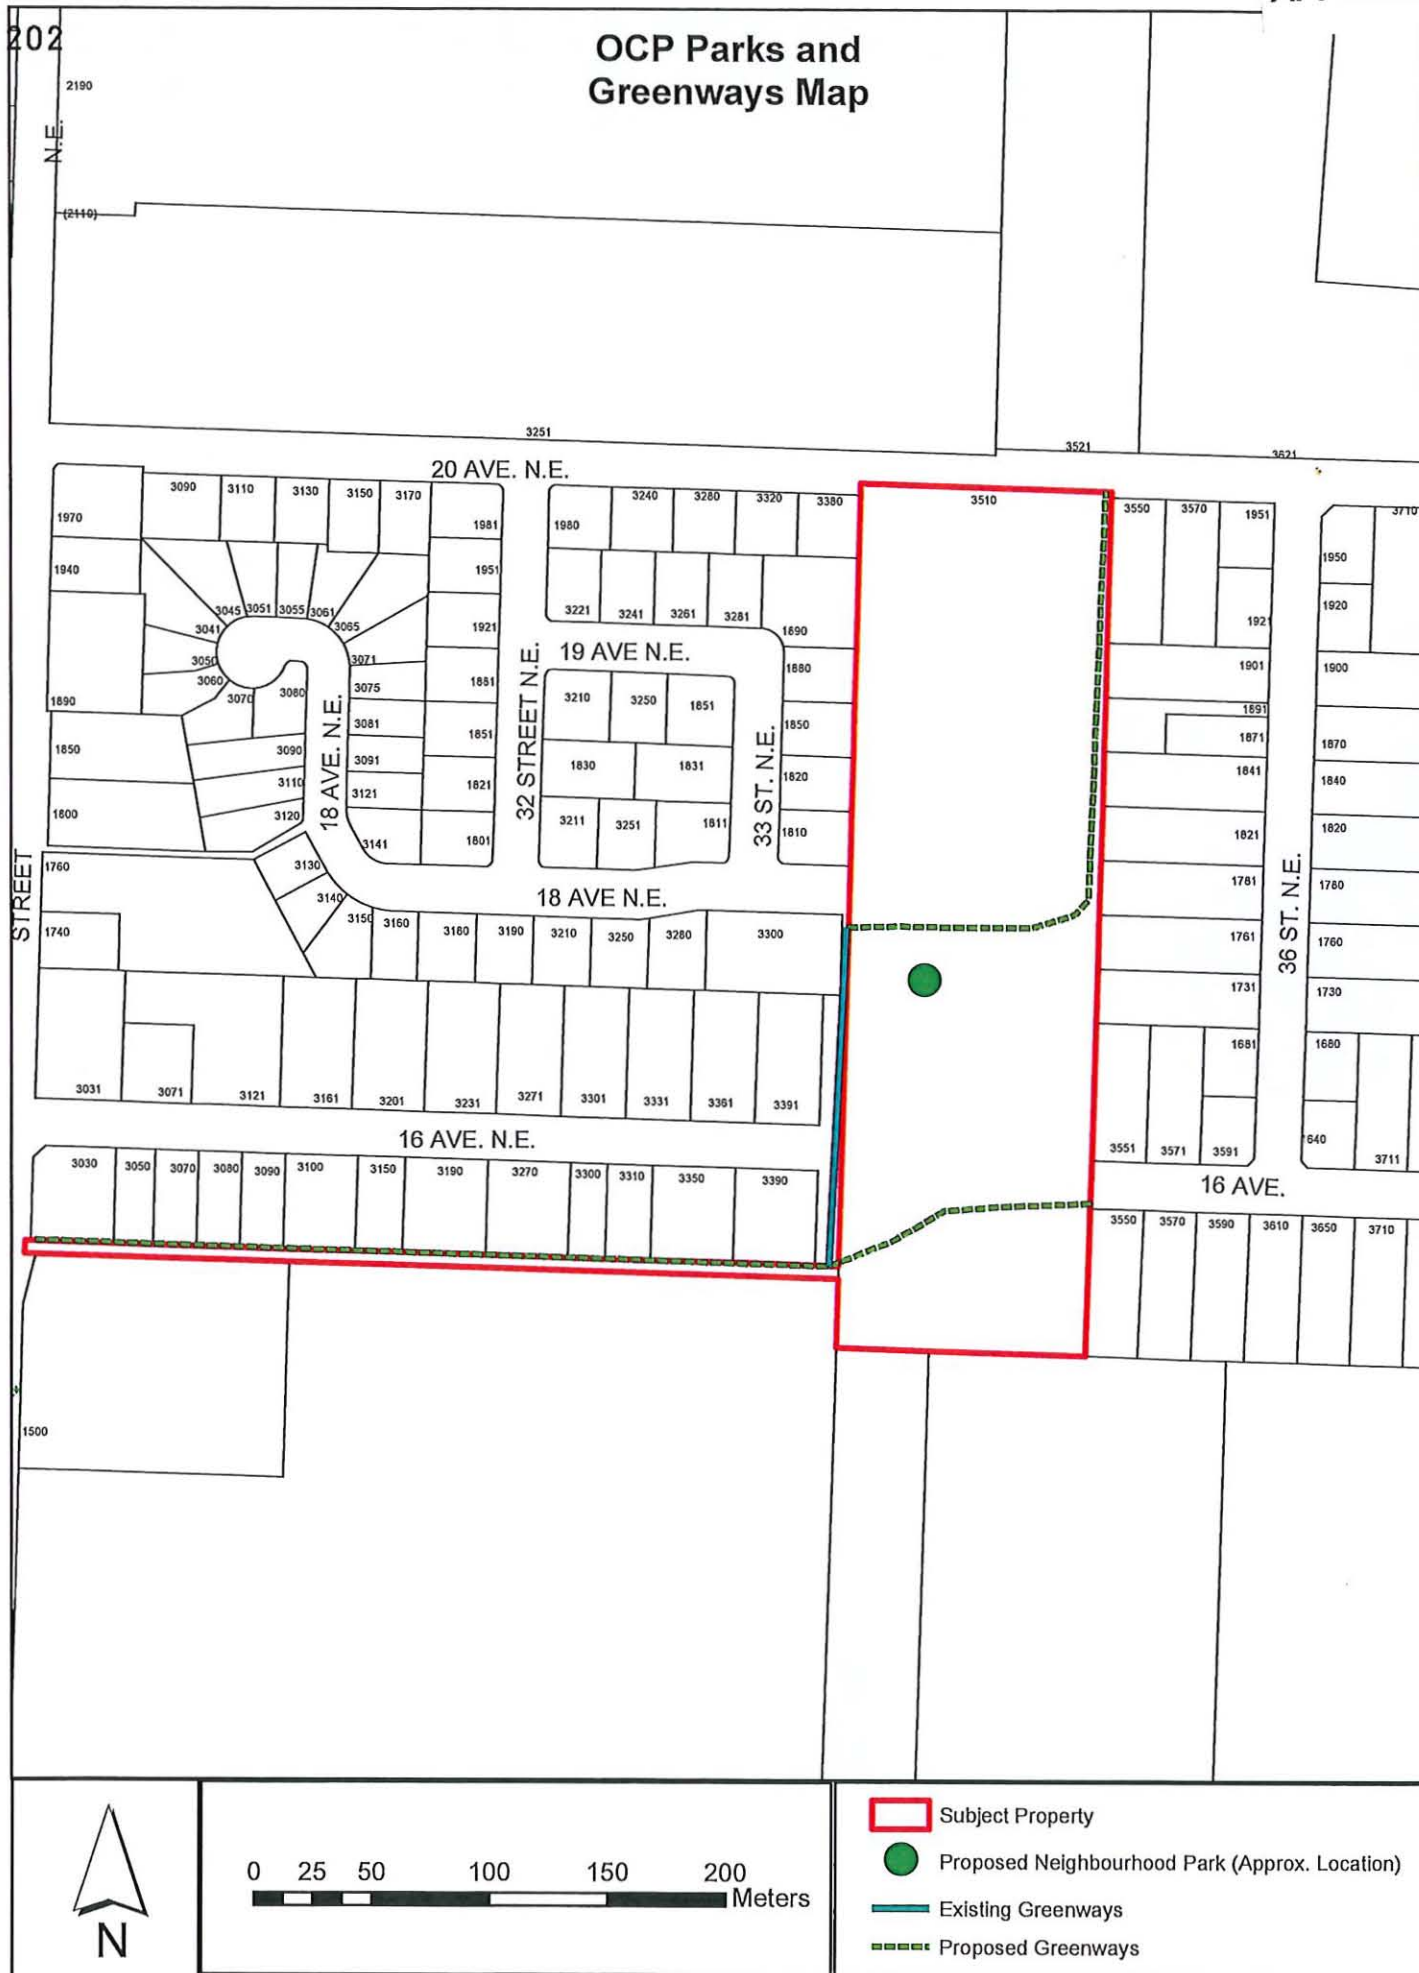 202
OCP Parks and
Greenways Map
2190
N.E.
(2110)
3251
3521
3621
20 AVE. N.E.
3090 3110 3130 3150 3170
3240 3280 3320 3380
3510
3550 3570 1951
3710
1970
1981
1980
1950
1940
1951
1920
3045 3051 3055 3061
3221 3241 3261 3281
3041
3065
1921
1890
1921
3050
3071
32 STREET N.E.
19 AVE N.E.
1880
1901
1900
3060
3070
3080
3075
1881
3210 3250 1851
1890
18 AVE. N.E.
3081
33 ST. N.E.
1850
1891
1850
3090
3091
1851
1830 1831
1871
1870
3110
3121
1821
1820
1841
1840
1800
3120
3141
1801
3211 3251 1811
1810
1821
1820
STREET
1760
3130
36 ST. N.E.
1781
1780
3140
18 AVE N.E.
1740
3150 3160 3180 3190 3210 3250 3280 3300
1761
1760
1731
1730
1681
1680
3031 3071 3121 3161 3201 3231 3271 3301 3331 3361 3391
16 AVE. N.E.
3551 3571 3591
640
3711
3030 3050 3070 3080 3090 3100 3150 3190 3270 3300 3310 3350 3390
16 AVE.
3550 3570 3590 3610 3650 3710
1500
N
0 25 50 100 150 200
Meters
Subject Property
Proposed Neighbourhood Park (Approx. Location)
Existing Greenways
Proposed Greenways